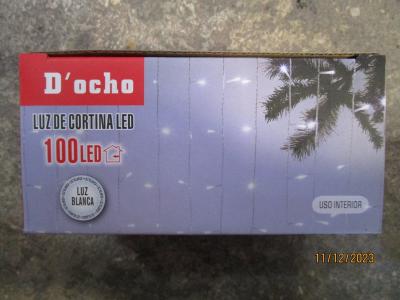 D'ocho
LUZ DE CORTINA LED
100LED
LUZ
BLANCA
USO INTERIOR
11/12/2023